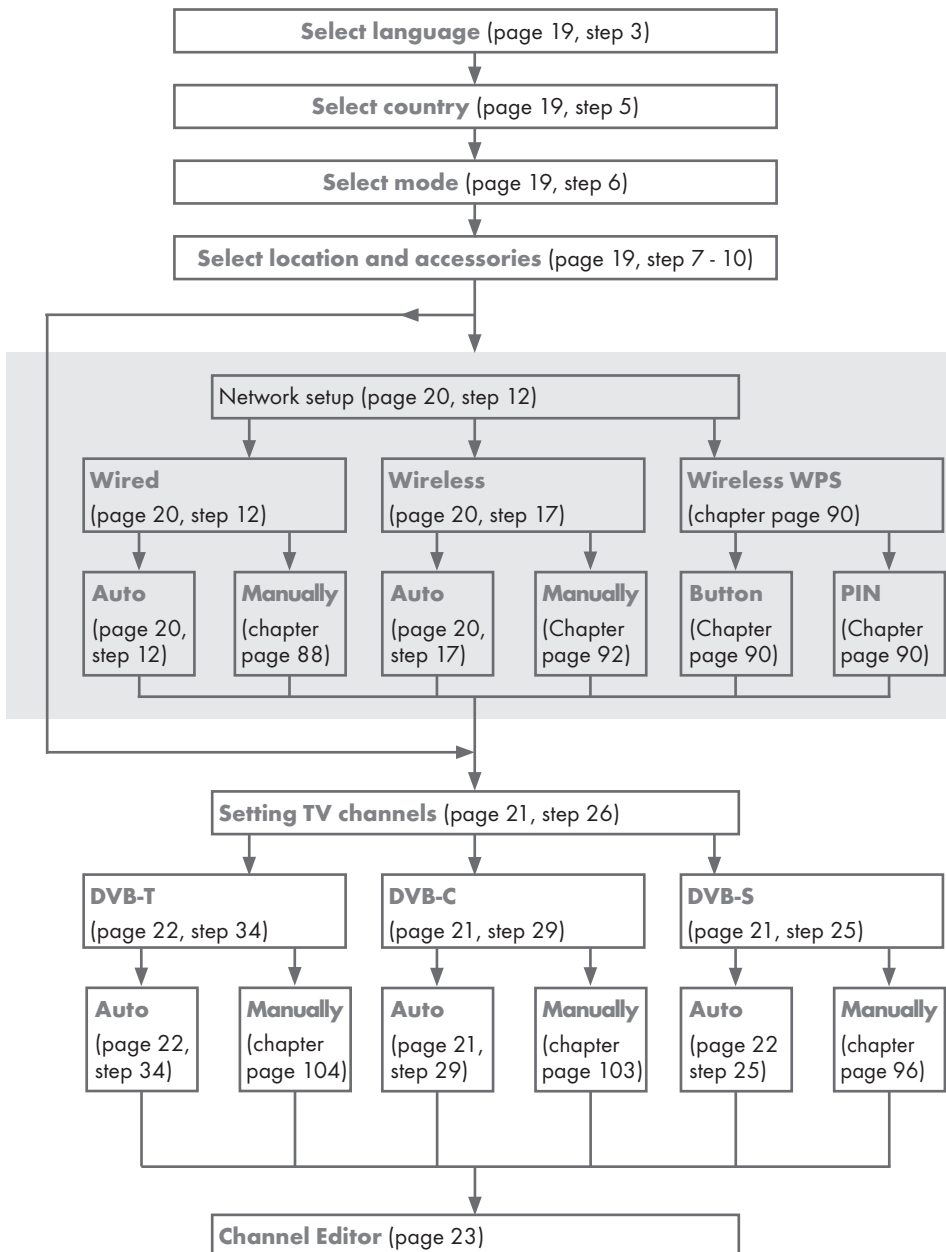 Select language (page 19, step 3)
Select country (page 19, step 5)
Select mode (page 19, step 6)
Select location and accessories (page 19, step 7 - 10)
Network setup (page 20, step 12)
Wired
(page 20, step 12)
Wireless
(page 20, step 17)
Wireless WPS
(chapter page 90)
Auto
(page 20,
step 12)
Manually
(chapter
page 88)
Auto
(page 20,
step 17)
Manually
(Chapter
page 92)
Button
(Chapter
page 90)
PIN
(Chapter
page 90)
Setting TV channels (page 21, step 26)
DVB-T
(page 22, step 34)
DVB-C
(page 21, step 29)
DVB-S
(page 21, step 25)
Auto
(page 22,
step 34)
Manually
(chapter
page 104)
Auto
(page 21,
step 29)
Manually
(chapter
page 103)
Auto
(page 22
step 25)
Manually
(chapter
page 96)
Channel Editor (page 23)